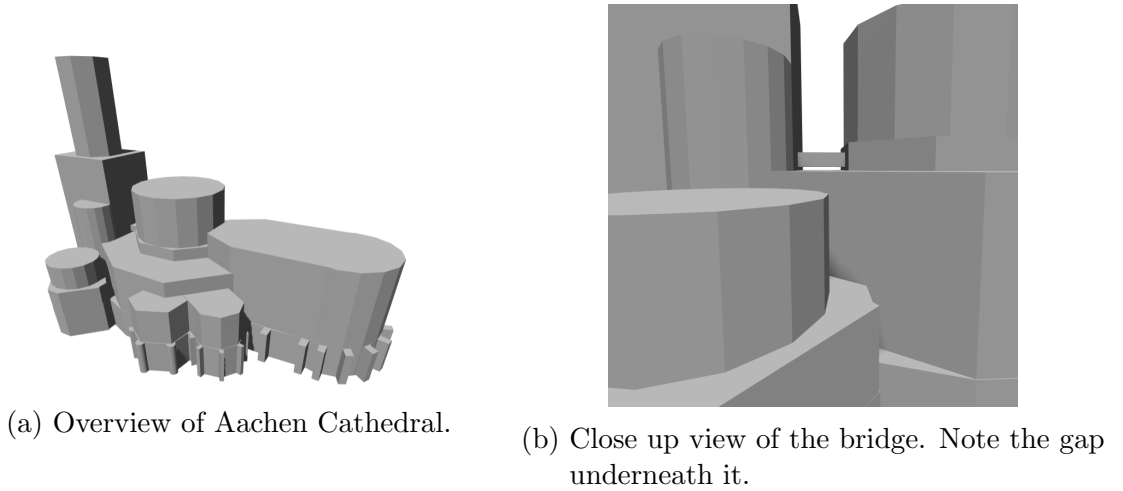 (a) Overview of Aachen Cathedral.
(b) Close up view of the bridge. Note the gap
underneath it.